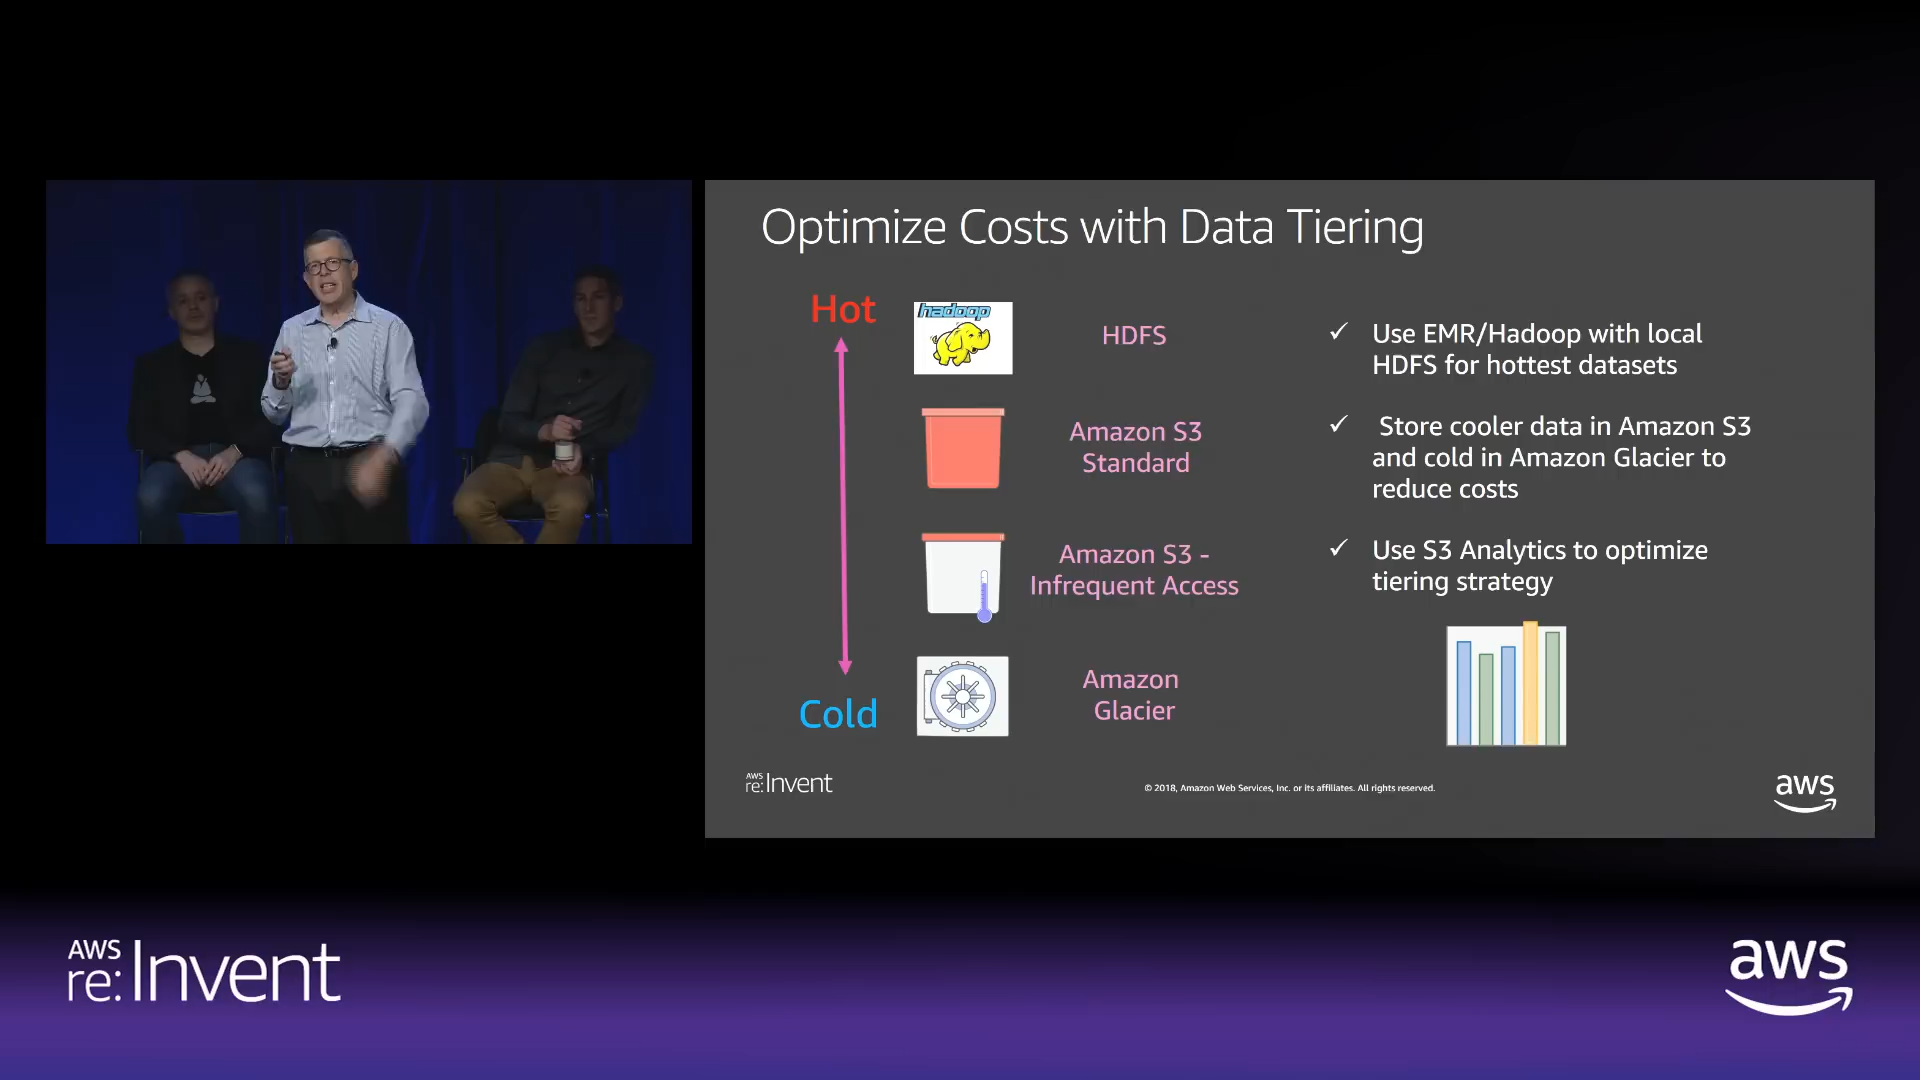 Optimize Costs with Data Tiering
Hot
hadoop
HDFS
✓ Use EMR/Hadoop with local
HDFS for hottest datasets
Amazon S3
Standard
✓ Store cooler data in Amazon S3
and cold in Amazon Glacier to
reduce costs
Amazon S3 -
Infrequent Access
✓ Use S3 Analytics to optimize
tiering strategy
Cold
Amazon
Glacier
AWS
re:Invent
© 2018, Amazon Web Services, Inc. or its affiliates. All rights reserved.
aws
AWS
re:Invent
aws